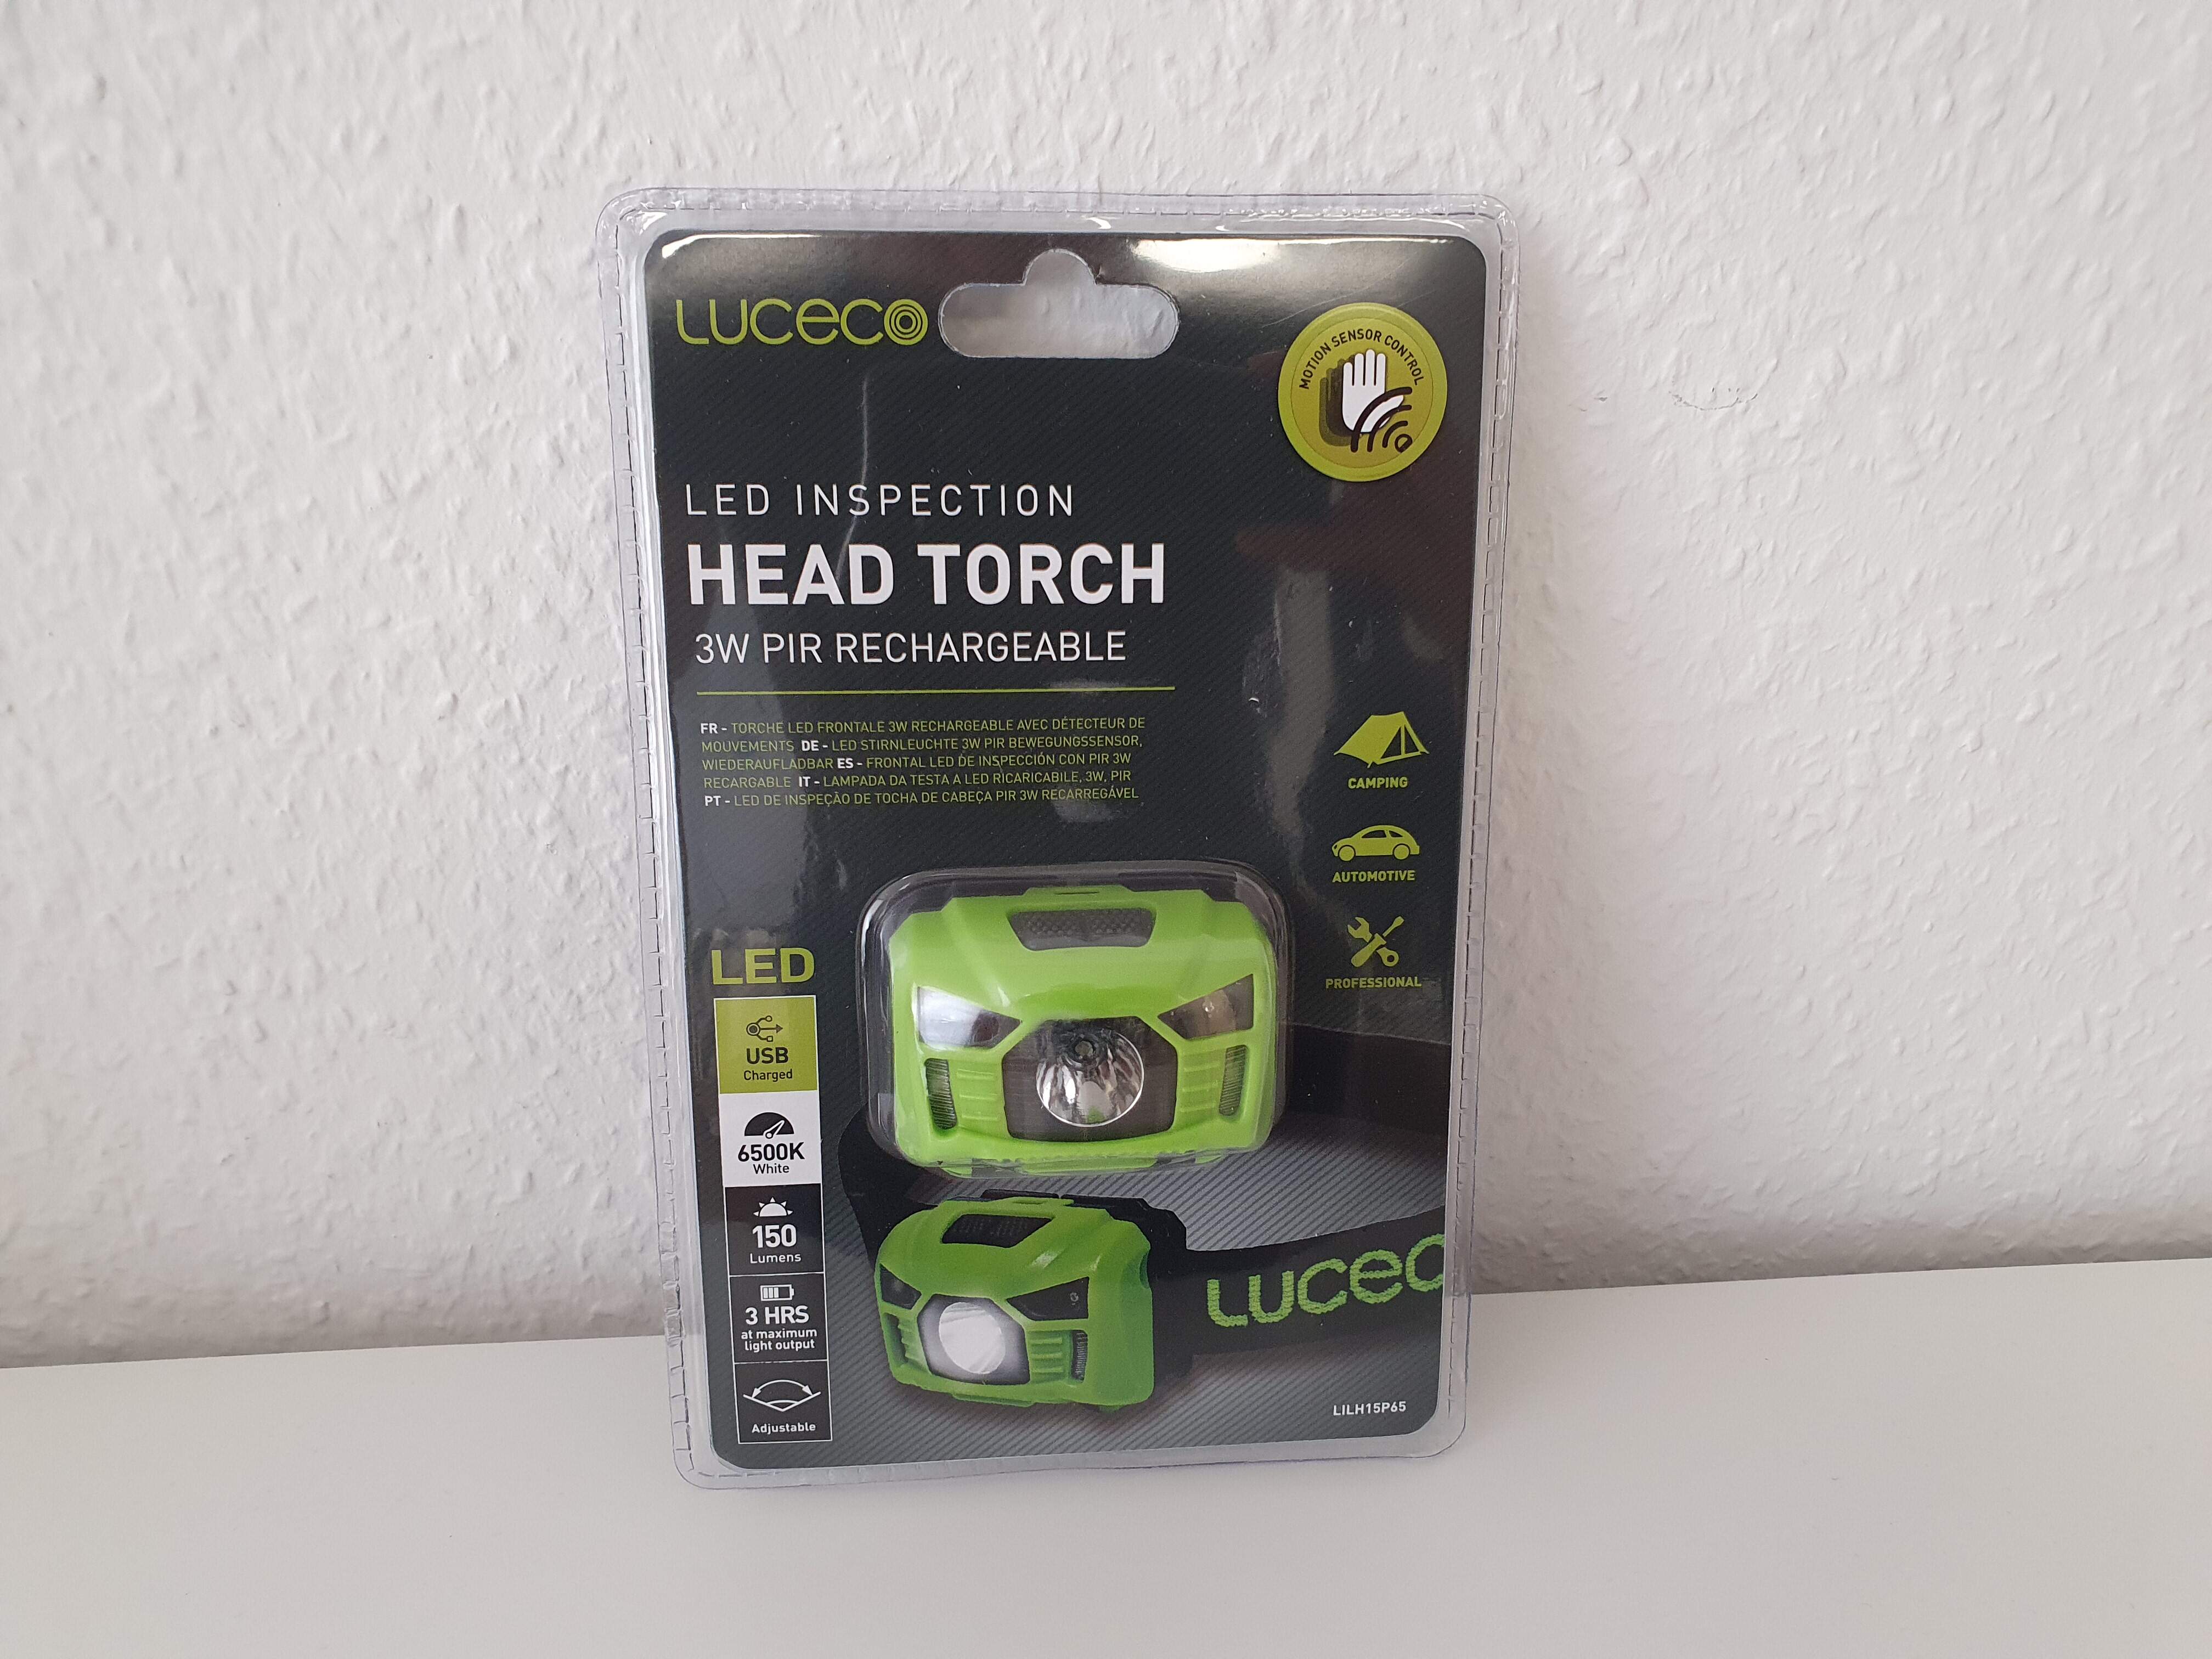 LUCECO
MOTION SENSOR CONTROL
LED INSPECTION
HEAD TORCH
3W PIR RECHARGEABLE
FR - TORCHE LED FRONTALE 3W RECHARGEABLE AVEC DÉTECTEUR DE
MOUVEMENTS DE - LED STIRNLEUCHTE 3W PIR BEWEGUNGSSENSOR,
WIEDERAUFLADBAR ES - FRONTAL LED DE INSPECCIÓN CON PIR 3W
RECARGABLE IT - LAMPADA DA TESTA A LED RICARICABILE, 3W, PIR
PT - LED DE INSPEÇÃO DE TOCHA DE CABEÇA PIR 3W RECARREGÁVEL
CAMPING
AUTOMOTIVE
PROFESSIONAL
LED
USB
Charged
6500K
White
150
Lumens
3 HRS
at maximum
light output
Adjustable
LUCEC
LILH15P65